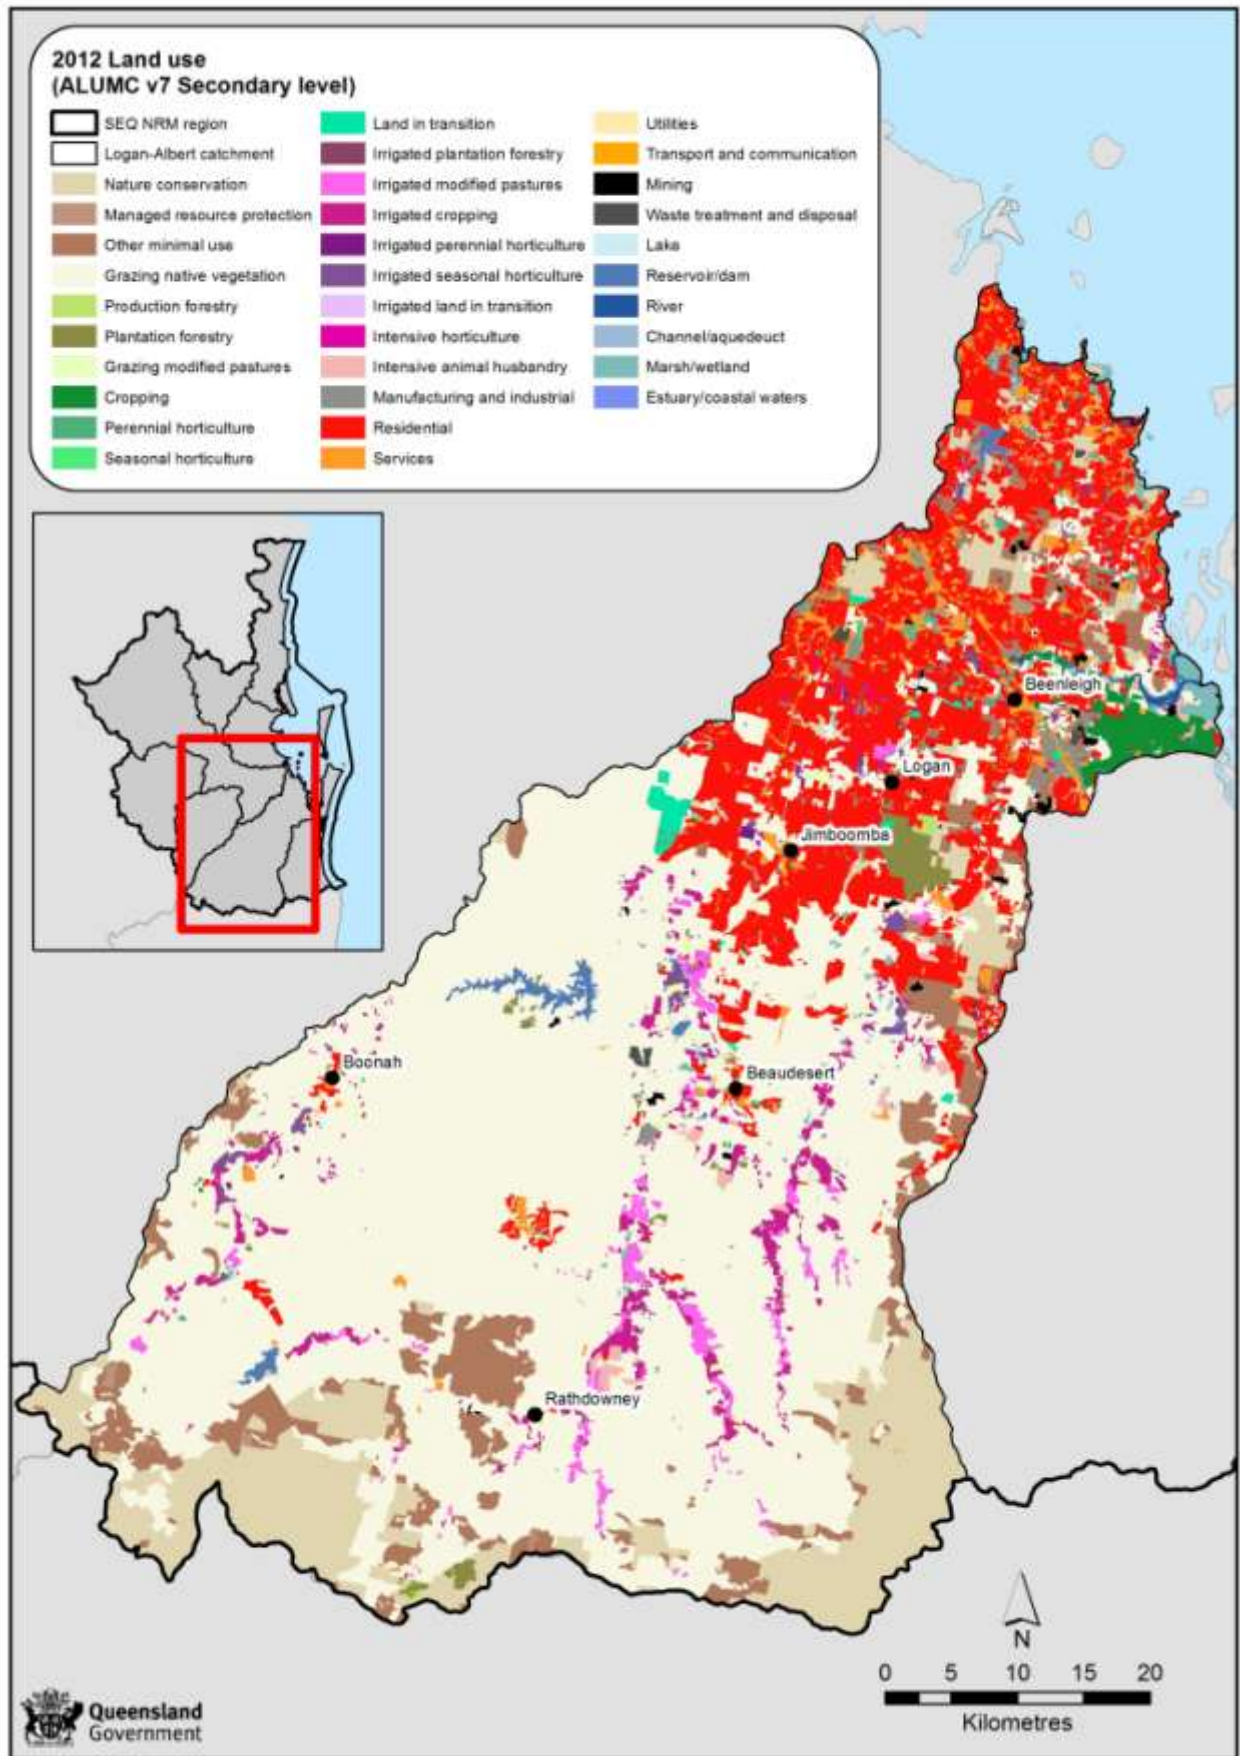 2012 Land use
(ALUMC v7 Secondary level)
SEQ NRM region
Logan-Albert catchment
Nature conservation
Managed resource protection
Other minimal use
Grazing native vegetation
Production forestry
Plantation forestry
Grazing modified pastures
Cropping
Perennial horticulture
Seasonal horticulture
Land in transition
Irrigated plantation forestry
Irrigated modified pastures
Irrigated cropping
Irrigated perennial horticulture
Irrigated seasonal horticulture
Irrigated land in transition
Intensive horticulture
Intensive animal husbandry
Manufacturing and industrial
Residential
Services
Utilities
Transport and communication
Mining
Waste treatment and disposal
Lake
Reservoir/dam
River
Channel/aquedeuct
Marsh/wetland
Estuary/coastal waters
Beenleigh
Logan
Jimboomba
Boonah
Beaudesert
Rathdowney
N
0 5 10 15 20
Kilometres
Queensland
Government